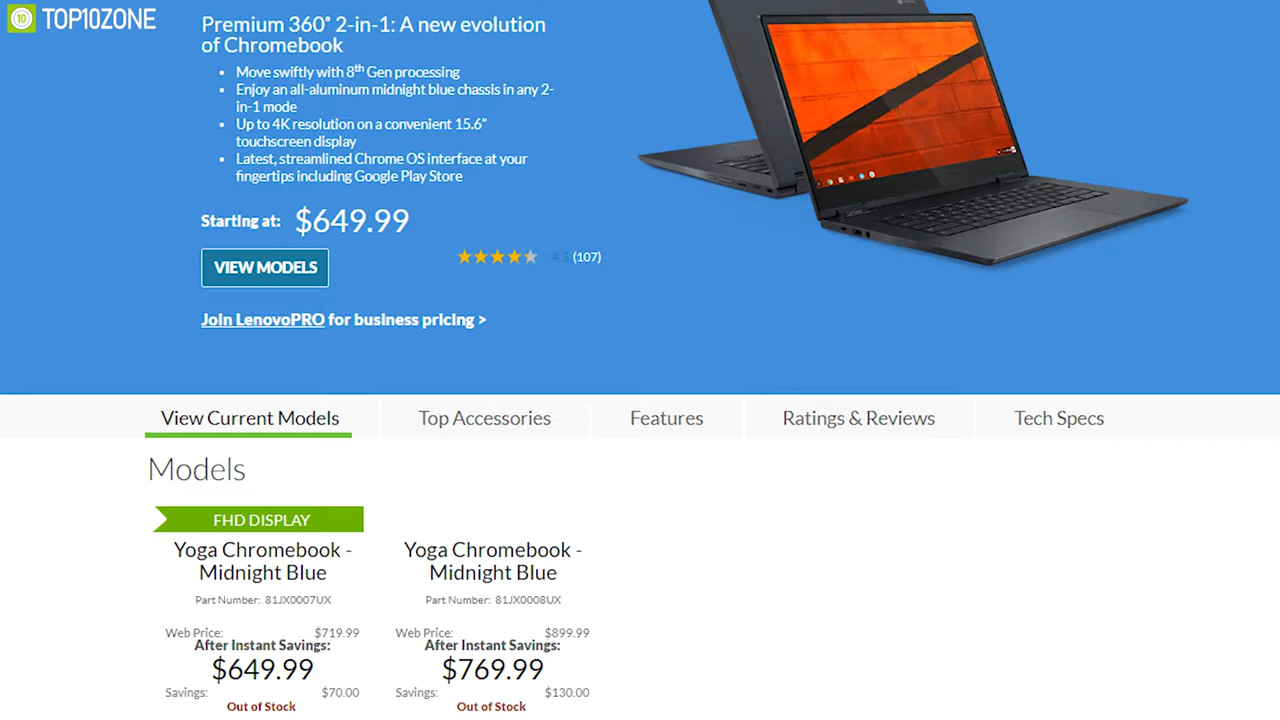 10 TOP10ZONE
Premium 360° 2-in-1: A new evolution
of Chromebook
• Move swiftly with 8th Gen processing
• Enjoy an all-aluminum midnight blue chassis in any 2-
in-1 mode
• Up to 4K resolution on a convenient 15.6"
touchscreen display
• Latest, streamlined Chrome OS interface at your
fingertips including Google Play Store
Starting at: $649.99
VIEW MODELS
4.3 (107)
Join LenovoPRO for business pricing >
View Current Models
Top Accessories
Features
Ratings & Reviews
Tech Specs
Models
FHD DISPLAY
Yoga Chromebook -
Midnight Blue
Part Number: 81JX0007UX
Web Price: $719.99
After Instant Savings:
$649.99
Savings: $70.00
Out of Stock
Yoga Chromebook -
Midnight Blue
Part Number: 81JX0008UX
Web Price: $899.99
After Instant Savings:
$769.99
Savings: $130.00
Out of Stock